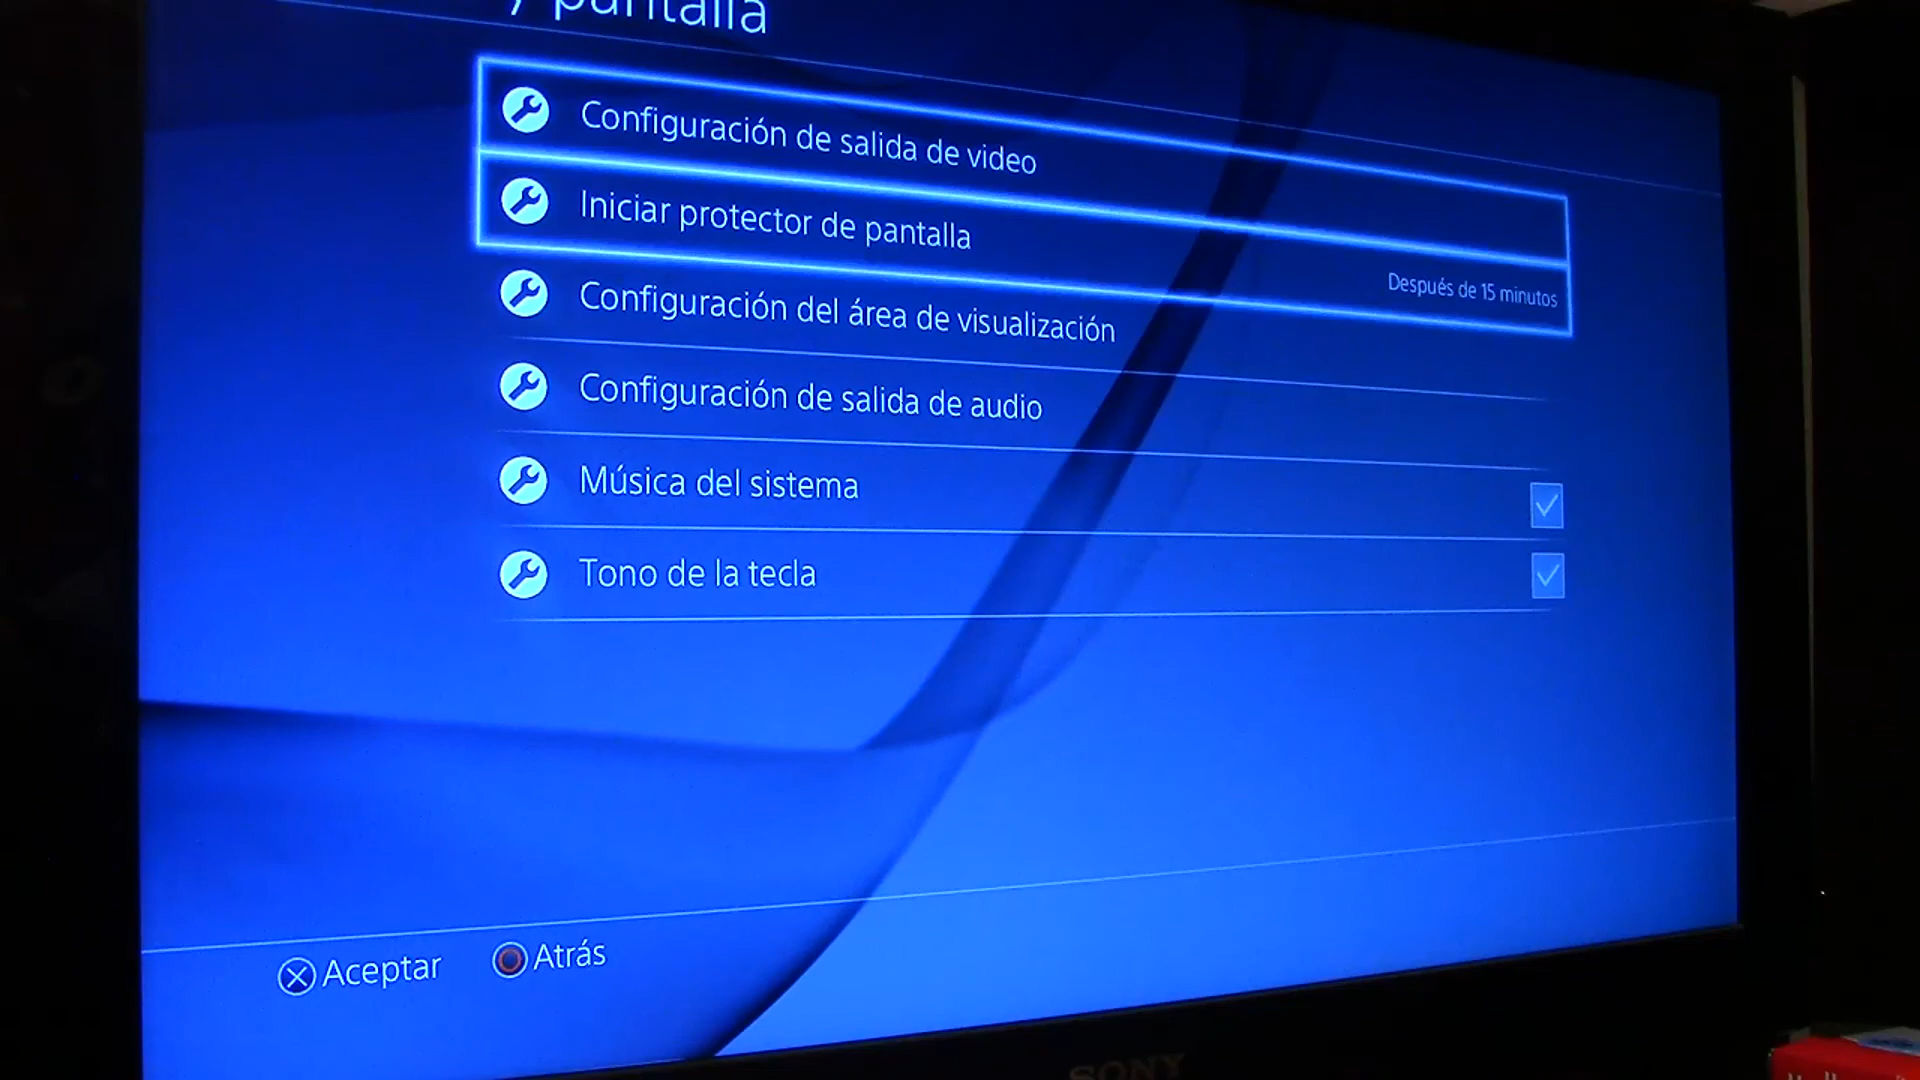 y pantalla
Configuración de salida de video
Iniciar protector de pantalla
Después de 15 minutos
Configuración del área de visualización
Configuración de salida de audio
Música del sistema
Tono de la tecla
Aceptar
Atrás
SONY